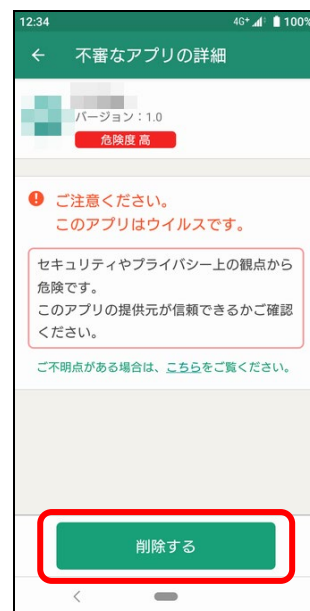 12:34 4G+ 100%
不審なアプリの詳細
バージョン：1.0
危険度 高
ご注意ください。
このアプリはウイルスです。
セキュリティやプライバシー上の観点から
危険です。
このアプリの提供元が信頼できるかご確認
ください。
ご不明点がある場合は、こちらをご覧ください。
削除する